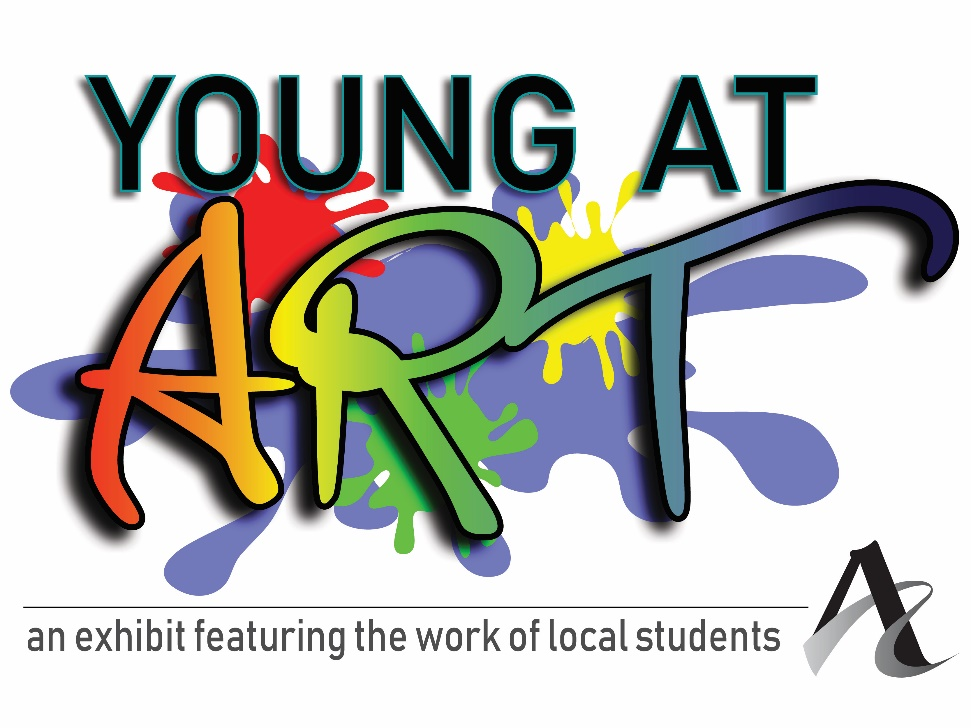 YOUNG AT
ART
an exhibit featuring the work of local students